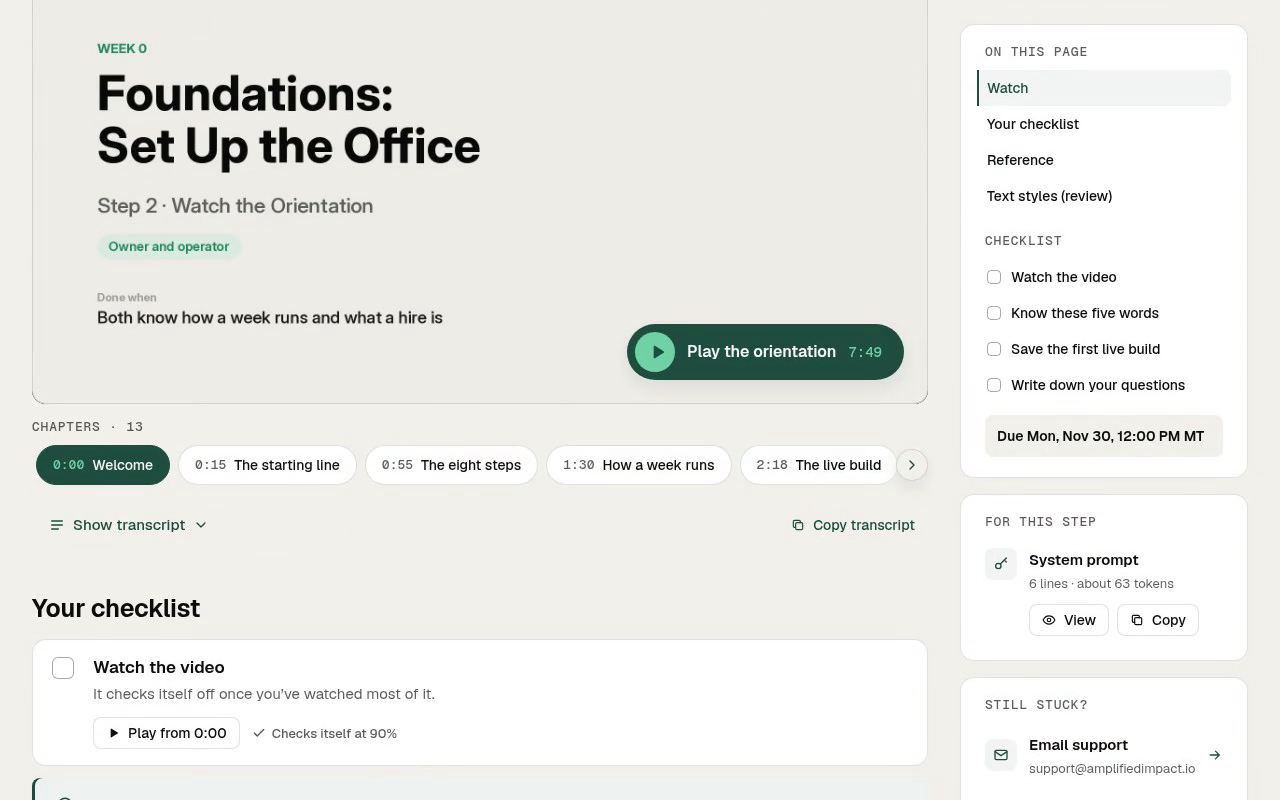 WEEK 0
Foundations:
Set Up the Office
Step 2 · Watch the Orientation
Owner and operator
Done when
Both know how a week runs and what a hire is
Play the orientation 7:49
CHAPTERS · 13
0:00 Welcome
0:15 The starting line
0:55 The eight steps
1:30 How a week runs
2:18 The live build
Show transcript
Copy transcript
Your checklist
Watch the video
It checks itself off once you've watched most of it.
Play from 0:00
Checks itself at 90%
ON THIS PAGE
Watch
Your checklist
Reference
Text styles (review)
CHECKLIST
Watch the video
Know these five words
Save the first live build
Write down your questions
Due Mon, Nov 30, 12:00 PM MT
FOR THIS STEP
System prompt
6 lines · about 63 tokens
View
Copy
STILL STUCK?
Email support
support@amplifiedimpact.io